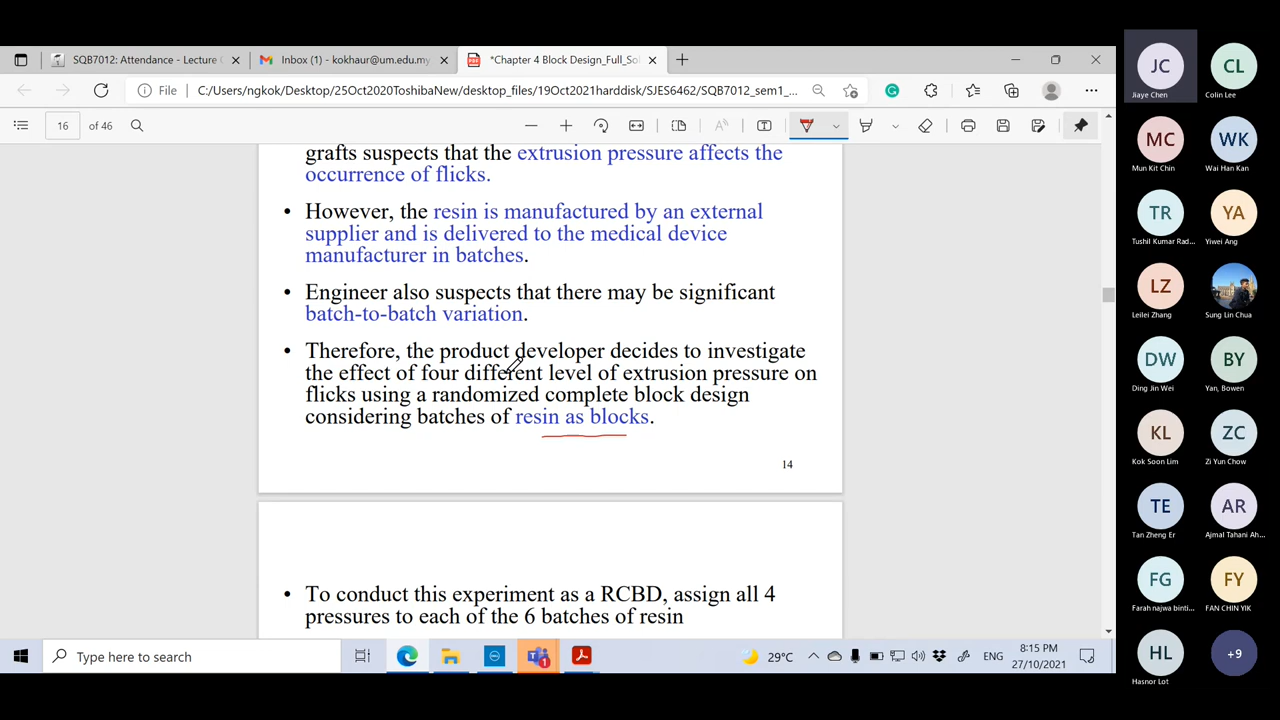 SQB7012: Attendance - Lecture
Inbox (1) - kokhaur@um.edu.my
*Chapter 4 Block Design_Full_So
File
C:/Users/ngkok/Desktop/25Oct2020ToshibaNew/desktop_files/19Oct2021harddisk/SJES6462/SQB7012_sem1_...
16 of 46
grafts suspects that the extrusion pressure affects the
occurrence of flicks.
• However, the resin is manufactured by an external
supplier and is delivered to the medical device
manufacturer in batches.
• Engineer also suspects that there may be significant
batch-to-batch variation.
• Therefore, the product developer decides to investigate
the effect of four different level of extrusion pressure on
flicks using a randomized complete block design
considering batches of resin as blocks.
14
• To conduct this experiment as a RCBD, assign all 4
pressures to each of the 6 batches of resin
Type here to search
29°C
ENG
8:15 PM
27/10/2021
JC
Jiaye Chen
CL
Colin Lee
MC
Mun Kit Chin
WK
Wai Han Kan
TR
Tushil Kumar Rad...
YA
Yiwei Ang
LZ
Leilei Zhang
Sung Lin Chua
DW
Ding Jin Wei
BY
Yan, Bowen
KL
Kok Soon Lim
ZC
Zi Yun Chow
TE
Tan Zheng Er
AR
Ajmal Tahani Ah...
FG
Farah najwa binti...
FY
FAN CHIN YIK
HL
Hasnor Lot
+9